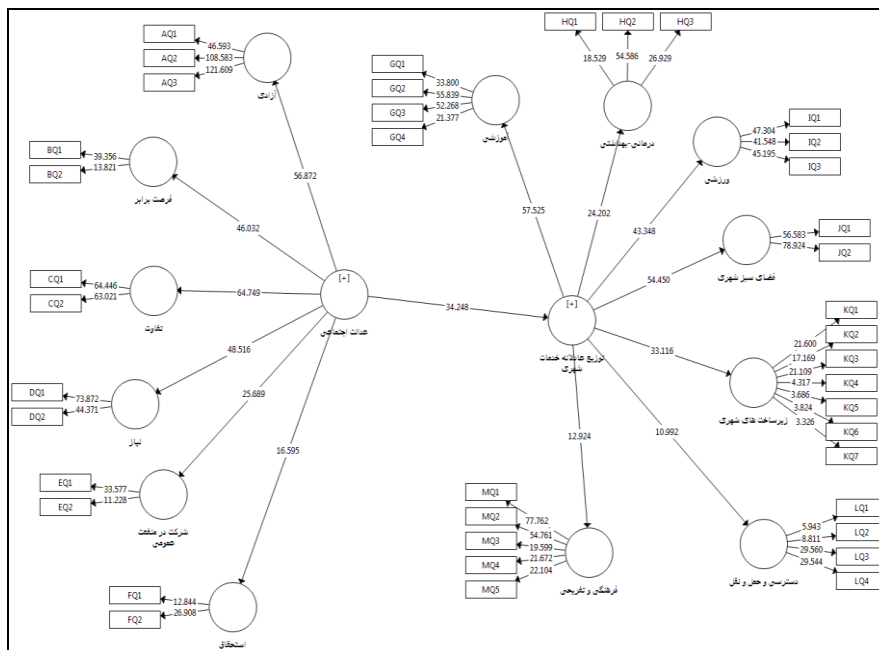 AQ1
46.593
AQ2
108.583
AQ3
121.609
آزادی
BQ1
39.356
BQ2
13.821
فرصت برابر
CQ1
64.446
CQ2
63.021
تفاوت
DQ1
73.872
DQ2
44.371
نیاز
EQ1
33.577
EQ2
11.228
شرکت در منفعت
عمومی
FQ1
12.844
FQ2
26.908
استحقاق
56.872
46.032
64.749
48.516
25.689
16.595
[+]
عدالت اجتماعی
34.248
[+]
توزیع عادلانه خدمات
شهری
57.525
24.202
43.348
54.450
33.116
10.992
12.924
GQ1
33.800
GQ2
55.839
GQ3
52.268
GQ4
21.377
آموزشی
HQ1
HQ2
HQ3
18.529
54.586
26.929
درمانی-بهداشتی
47.304
IQ1
41.548
IQ2
45.195
IQ3
ورزشی
56.583
JQ1
78.924
JQ2
فضای سبز شهری
KQ1
21.600
KQ2
17.169
KQ3
21.109
KQ4
4.317
KQ5
3.686
KQ6
3.824
KQ7
3.326
زیرساخت های شهری
5.943
LQ1
8.811
LQ2
29.560
LQ3
29.544
LQ4
دسترسی و حمل و نقل
MQ1
77.762
MQ2
54.761
MQ3
19.599
MQ4
21.672
MQ5
22.104
فرهنگی و تفریحی